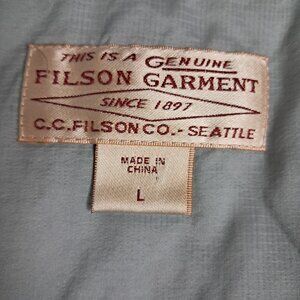 THIS IS A GENUINE
FILSON GARMENT
SINCE 1897
C.C. FILSON CO. - SEATTLE
MADE IN
CHINA
L